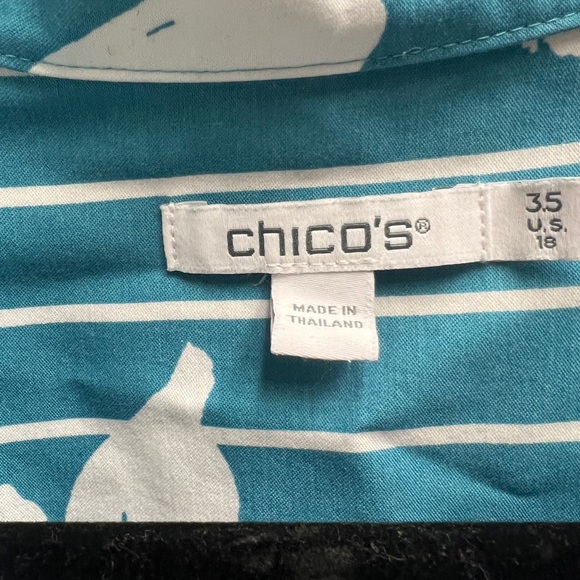 chico's®
3.5
U.S.
18
MADE IN
THAILAND